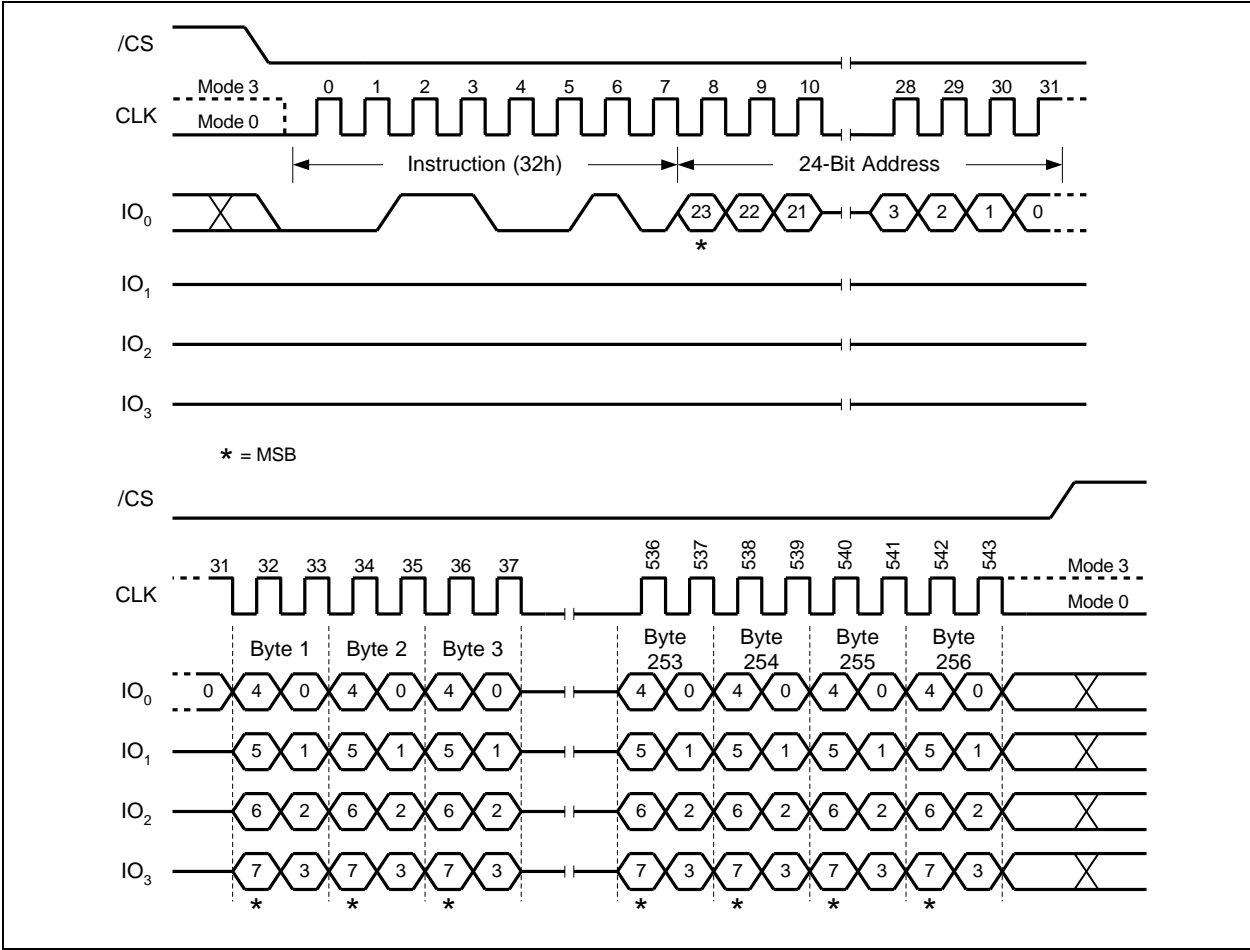 /CS
Mode 3 0 1 2 3 4 5 6 7 8 9 10 28 29 30 31
CLK
Mode 0
Instruction (32h) 24-Bit Address
IO0 23 22 21 3 2 1 0
*
IO1
IO2
IO3
* = MSB
/CS
31 32 33 34 35 36 37 536 537 538 539 540 541 542 543 Mode 3
CLK
Mode 0
Byte 1 Byte 2 Byte 3 Byte 253 Byte 254 Byte 255 Byte 256
IO0 0 4 0 4 0 4 0 4 0 4 0 4 0 4 0
IO1 5 1 5 1 5 1 5 1 5 1 5 1 5 1
IO2 6 2 6 2 6 2 6 2 6 2 6 2 6 2
IO3 7 3 7 3 7 3 7 3 7 3 7 3 7 3
* * * * * * *